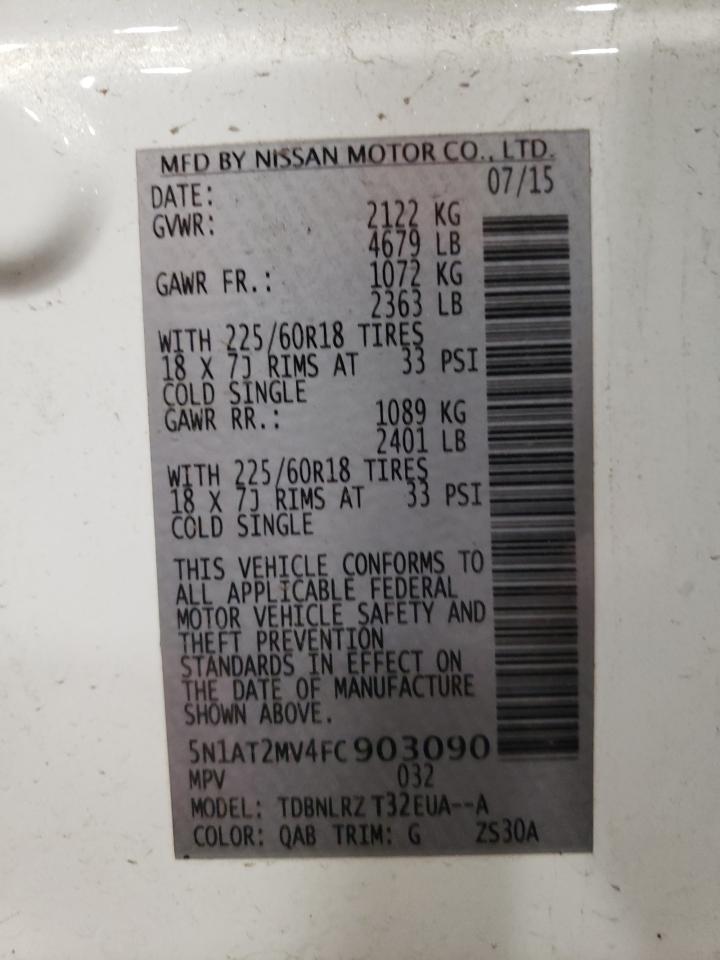 MFD BY NISSAN MOTOR CO., LTD.
DATE: 07/15
GVWR: 2122 KG
4679 LB
GAWR FR.: 1072 KG
2363 LB
WITH 225/60R18 TIRES
18 X 7J RIMS AT 33 PSI
COLD SINGLE
GAWR RR.: 1089 KG
2401 LB
WITH 225/60R18 TIRES
18 X 7J RIMS AT 33 PSI
COLD SINGLE
THIS VEHICLE CONFORMS TO
ALL APPLICABLE FEDERAL
MOTOR VEHICLE SAFETY AND
THEFT PREVENTION
STANDARDS IN EFFECT ON
THE DATE OF MANUFACTURE
SHOWN ABOVE.
5N1AT2MV4FC903090
MPV 032
MODEL: TDBNLRZ T32EUA--A
COLOR: QAB TRIM: G ZS30A